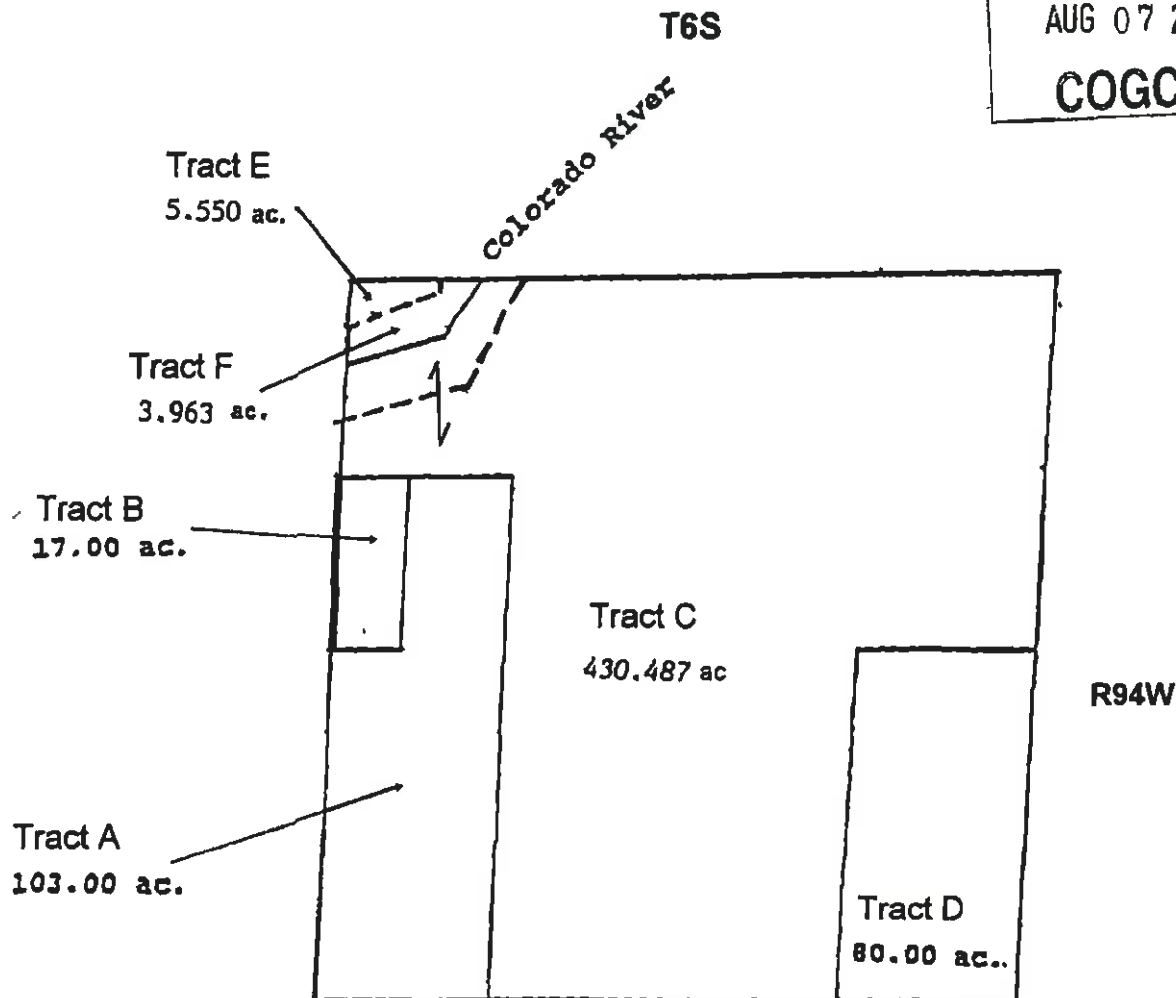 T6S
AUG 07 2
COGC
Colorado River
Tract E
5.550 ac.
Tract F
3.963 ac.
Tract B
17.00 ac.
Tract C
430.487 ac
R94W
Tract A
103.00 ac.
Tract D
80.00 ac..